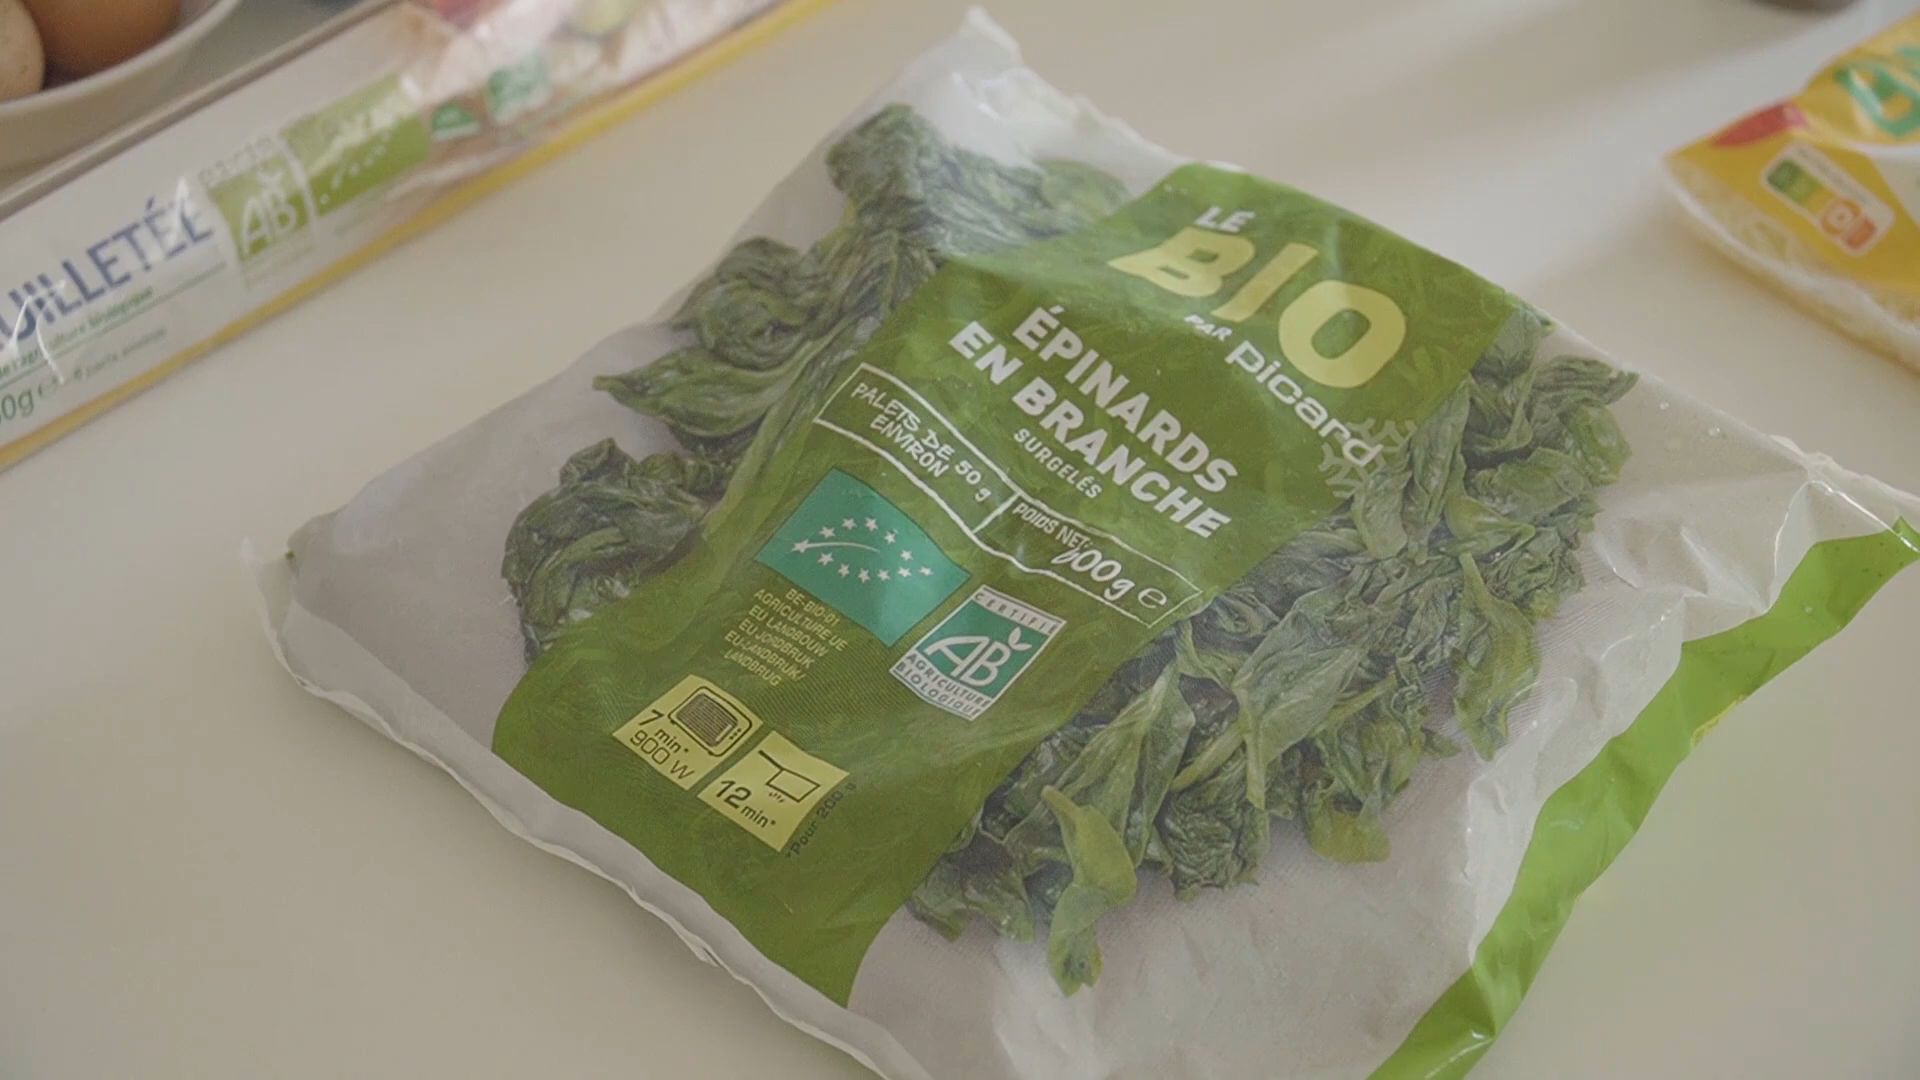 LE
BIO
PAR Picard
ÉPINARDS
EN BRANCHE
SURGELÉS
PALETS DE 50 g
ENVIRON
POIDS NET:
600g e
BE-BIO-01
AGRICULTURE UE
EU LANDBOUW
EU JORDBRUK
EU-LANDBRUK/
LANDBRUG
CERTIFIÉ
AB
AGRICULTURE
BIOLOGIQUE
7
min*
900 W
12 min*
*Pour 200 g
UILLETÉE
AB